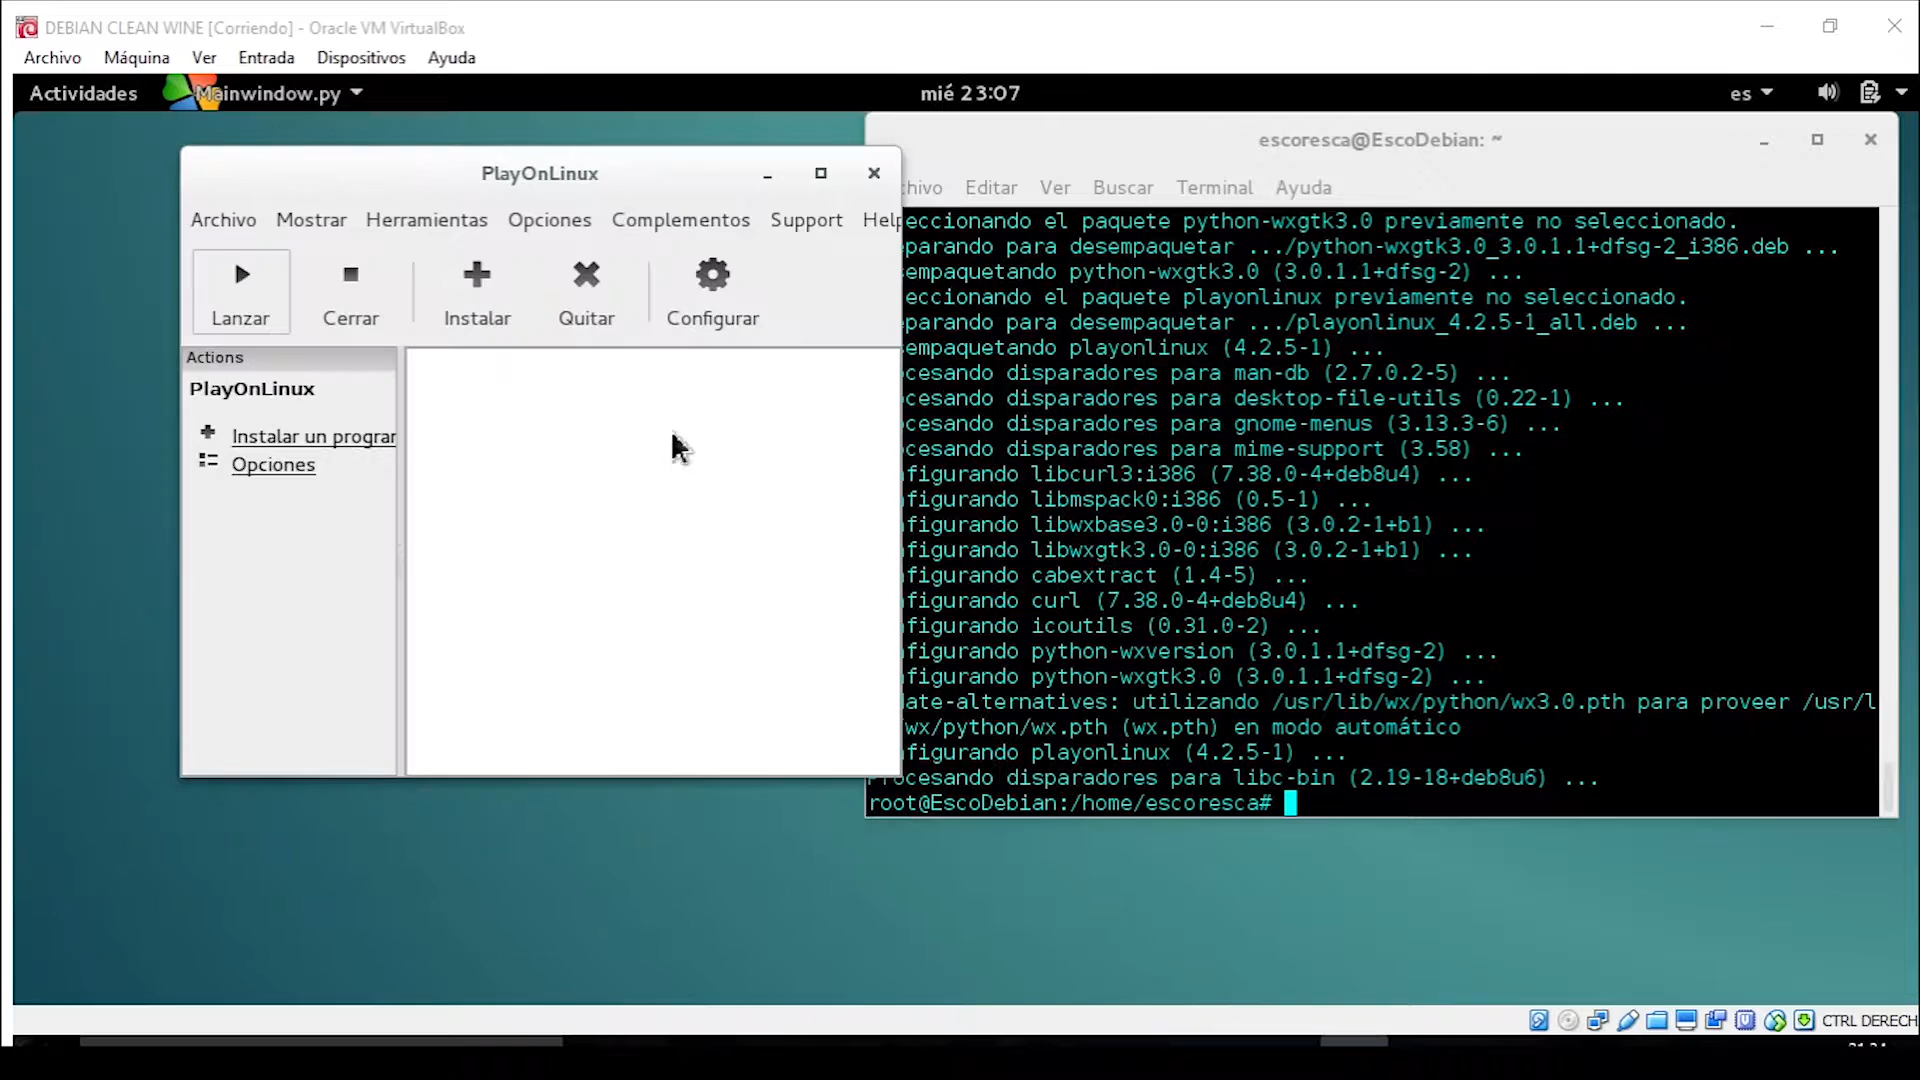 DEBIAN CLEAN WINE [Corriendo] - Oracle VM VirtualBox
Archivo Máquina Ver Entrada Dispositivos Ayuda
Actividades Mainwindow.py mié 23:07 es
escoresca@EscoDebian: ~
chivo Editar Ver Buscar Terminal Ayuda
PlayOnLinux
Archivo Mostrar Herramientas Opciones Complementos Support Help
Lanzar Cerrar Instalar Quitar Configurar
Actions
PlayOnLinux
Instalar un progra
Opciones
eccionando el paquete python-wxgtk3.0 previamente no seleccionado.
eparando para desempaquetar .../python-wxgtk3.0_3.0.1.1+dfsg-2_i386.deb ...
sempaquetando python-wxgtk3.0 (3.0.1.1+dfsg-2) ...
eccionando el paquete playonlinux previamente no seleccionado.
eparando para desempaquetar .../playonlinux_4.2.5-1_all.deb ...
sempaquetando playonlinux (4.2.5-1) ...
cesando disparadores para man-db (2.7.0.2-5) ...
cesando disparadores para desktop-file-utils (0.22-1) ...
cesando disparadores para gnome-menus (3.13.3-6) ...
cesando disparadores para mime-support (3.58) ...
figurando libcurl3:i386 (7.38.0-4+deb8u4) ...
figurando libmspack0:i386 (0.5-1) ...
figurando libwxbase3.0-0:i386 (3.0.2-1+b1) ...
figurando libwxgtk3.0-0:i386 (3.0.2-1+b1) ...
figurando cabextract (1.4-5) ...
figurando curl (7.38.0-4+deb8u4) ...
figurando icoutils (0.31.0-2) ...
figurando python-wxversion (3.0.1.1+dfsg-2) ...
figurando python-wxgtk3.0 (3.0.1.1+dfsg-2) ...
ate-alternatives: utilizando /usr/lib/wx/python/wx3.0.pth para proveer /usr/l
wx/python/wx.pth (wx.pth) en modo automático
figurando playonlinux (4.2.5-1) ...
Procesando disparadores para libc-bin (2.19-18+deb8u6) ...
root@EscoDebian:/home/escoresca#
CTRL DERECH